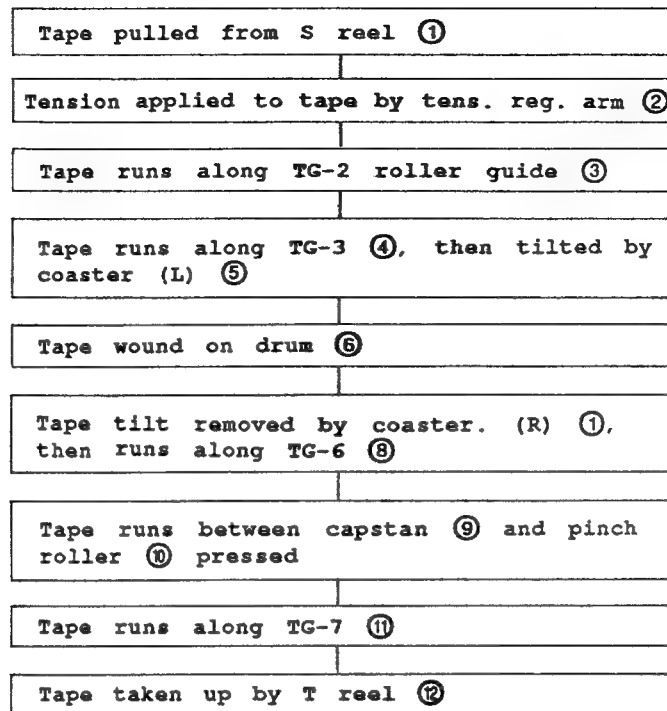 Tape pulled from S reel ①
Tension applied to tape by tens. reg. arm ②
Tape runs along TG-2 roller guide ③
Tape runs along TG-3 ④, then tilted by
coaster (L) ⑤
Tape wound on drum ⑥
Tape tilt removed by coaster. (R) ①,
then runs along TG-6 ⑧
Tape runs between capstan ⑨ and pinch
roller ⑩ pressed
Tape runs along TG-7 ⑪
Tape taken up by T reel ⑫